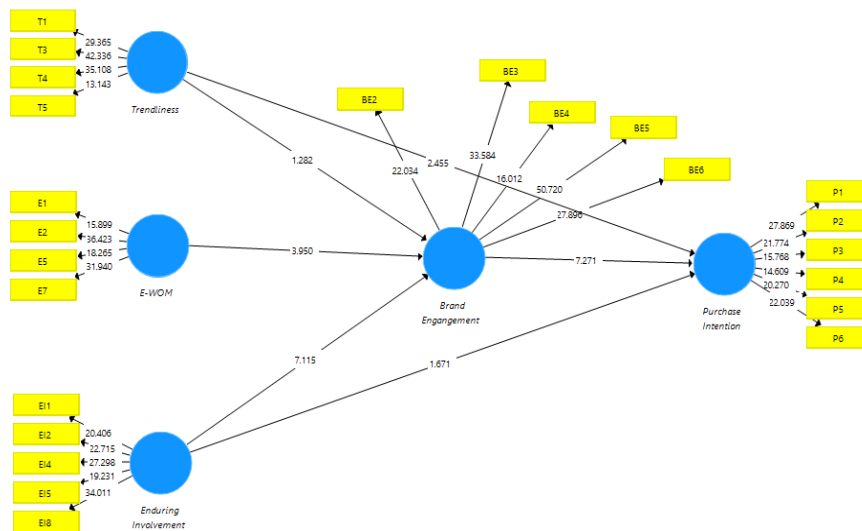 T1
T3
T4
T5
29.365
42.336
35.108
13.143
Trendliness
BE2
BE3
BE4
BE5
BE6
22.034
33.584
16.012
50.720
27.896
1.282
2.455
E1
E2
E5
E7
15.899
36.423
18.265
31.940
E-WOM
3.950
Brand
Engangement
7.271
P1
P2
P3
P4
P5
P6
27.869
21.774
15.768
14.609
20.270
22.039
Purchase
Intention
7.115
1.671
EI1
EI2
EI4
EI5
EI8
20.406
22.715
27.298
19.231
34.011
Enduring
Involvement